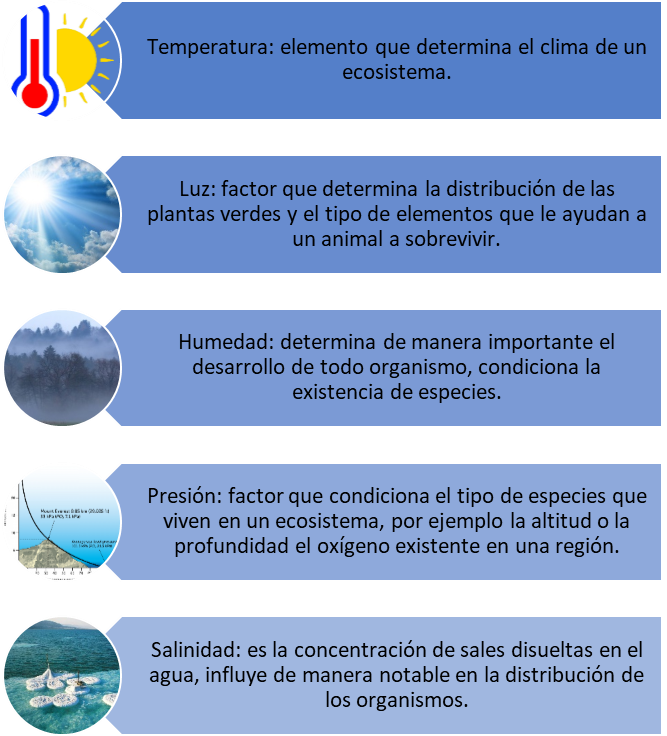 Temperatura: elemento que determina el clima de un
ecosistema.
Luz: factor que determina la distribución de las
plantas verdes y el tipo de elementos que le ayudan a
un animal a sobrevivir.
Humedad: determina de manera importante el
desarrollo de todo organismo, condiciona la
existencia de especies.
Presión: factor que condiciona el tipo de especies que
viven en un ecosistema, por ejemplo la altitud o la
profundidad el oxígeno existente en una región.
Salinidad: es la concentración de sales disueltas en el
agua, influye de manera notable en la distribución de
los organismos.